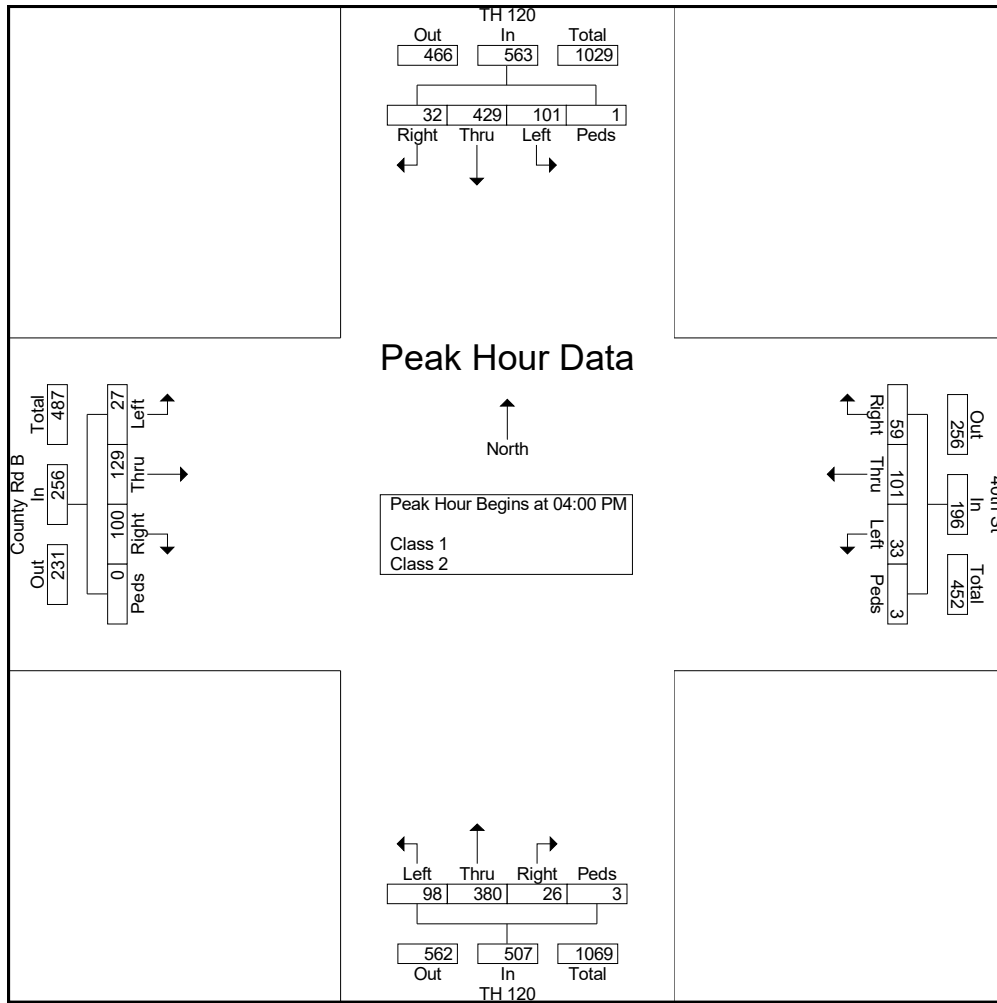 TH 120
Out In Total
466 563 1029
32 429 101 1
Right Thru Left Peds
Peak Hour Data
North
Peak Hour Begins at 04:00 PM
Class 1
Class 2
County Rd B
Out In Total
231 256 487
0 100 129 27
Peds Right Thru Left
Out In Total
256 196 452
59 101 33 3
Right Thru Left Peds
Left Thru Right Peds
98 380 26 3
562 507 1069
Out In Total
TH 120